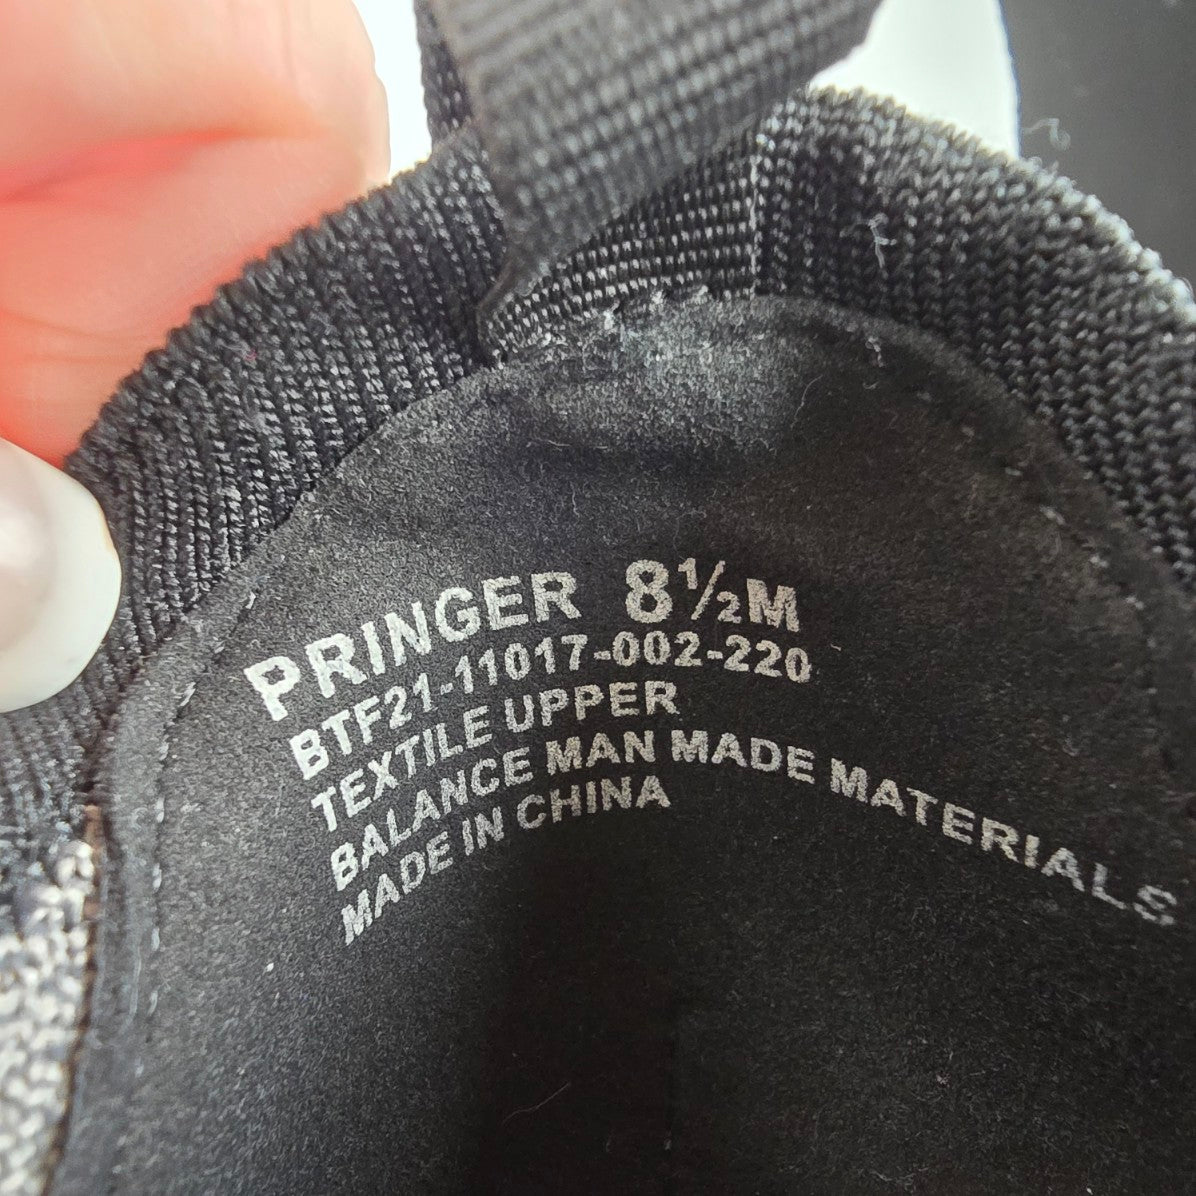 PRINGER 8½M
BTF21-11017-002-220
TEXTILE UPPER
BALANCE MAN MADE MATERIALS
MADE IN CHINA